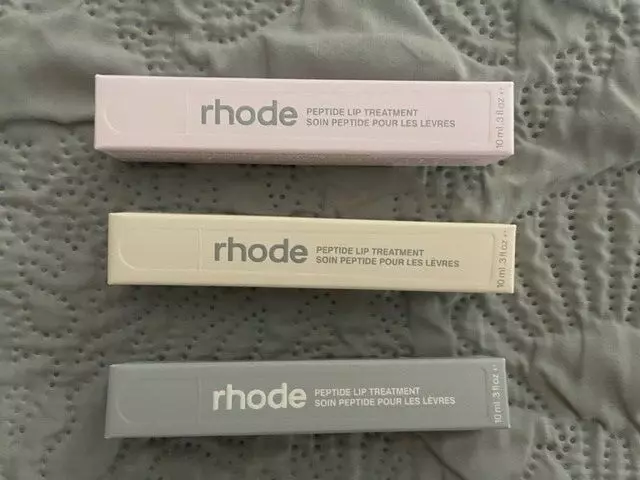 rhode
PEPTIDE LIP TREATMENT
SOIN PEPTIDE POUR LES LÈVRES
10 ml .3 fl oz ℮
rhode
PEPTIDE LIP TREATMENT
SOIN PEPTIDE POUR LES LÈVRES
10 ml .3 fl oz ℮
rhode
PEPTIDE LIP TREATMENT
SOIN PEPTIDE POUR LES LÈVRES
10 ml .3 fl oz ℮